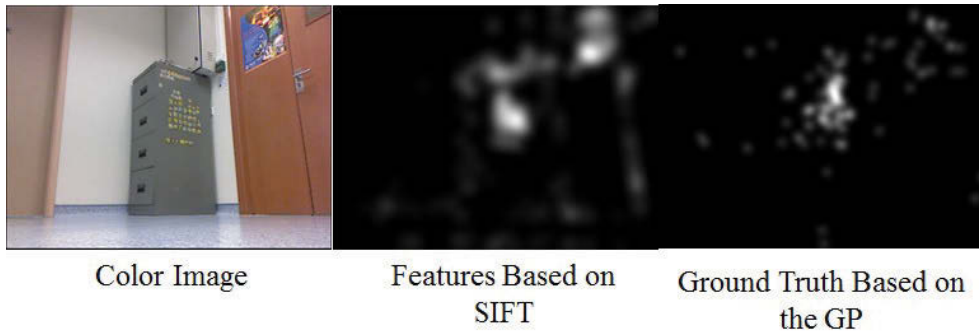 Color Image
Features Based on
SIFT
Ground Truth Based on
the GP